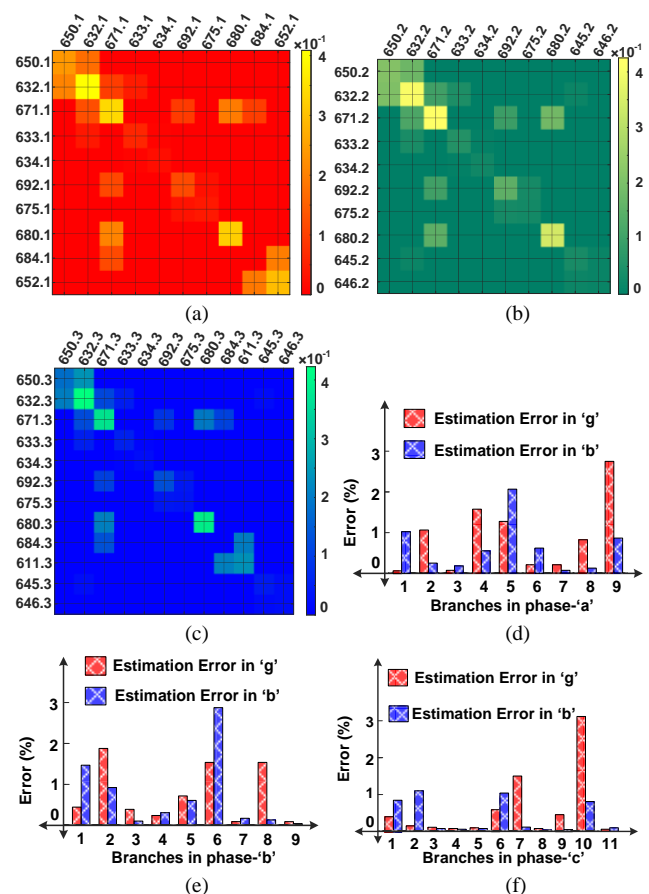 650.1 632.1 671.1 633.1 634.1 692.1 675.1 680.1 684.1 652.1
×10⁻¹
650.1
632.1
671.1
633.1
634.1
692.1
675.1
680.1
684.1
652.1
4
3
2
1
0
(a)
650.2 632.2 671.2 633.2 634.2 692.2 675.2 680.2 645.2 646.2
×10⁻¹
650.2
632.2
671.2
633.2
634.2
692.2
675.2
680.2
645.2
646.2
4
3
2
1
0
(b)
650.3 632.3 671.3 633.3 634.3 692.3 675.3 680.3 684.3 611.3 645.3 646.3
×10⁻¹
650.3
632.3
671.3
633.3
634.3
692.3
675.3
680.3
684.3
611.3
645.3
646.3
4
3
2
1
0
(c)
Estimation Error in 'g'
Estimation Error in 'b'
Error (%)
3
2
1
0
1 2 3 4 5 6 7 8 9
Branches in phase-'a'
(d)
Estimation Error in 'g'
Estimation Error in 'b'
Error (%)
3
2
1
0
1 2 3 4 5 6 7 8 9
Branches in phase-'b'
(e)
Estimation Error in 'g'
Estimation Error in 'b'
Error (%)
3
2
1
0
1 2 3 4 5 6 7 8 9 10 11
Branches in phase-'c'
(f)